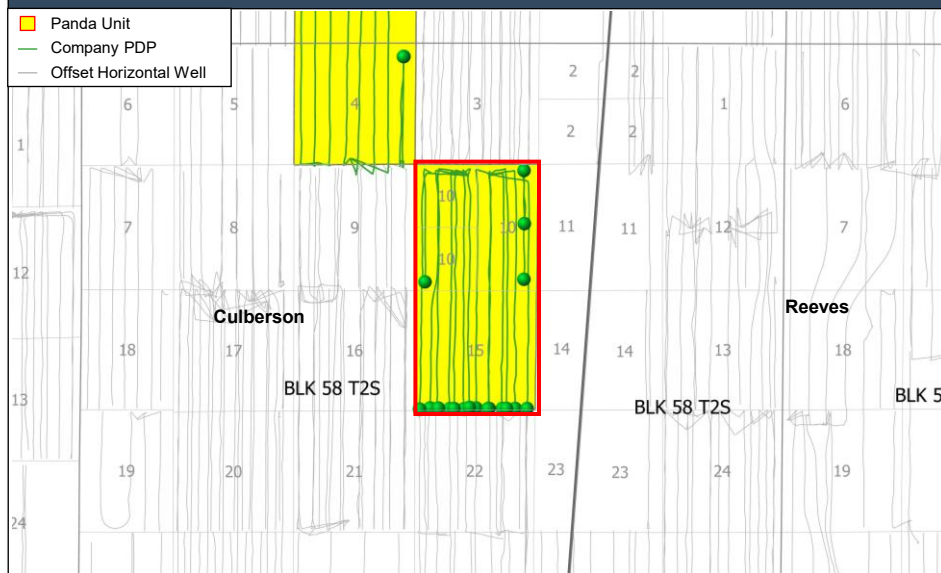 Panda Unit
Company PDP
Offset Horizontal Well
2 2
6 5 4 3 1 6
2 2
1
10
7 8 9 10 11 11 12 7
10
12
Culberson Reeves
18 17 16 15 14 14 13 18
BLK 58 T2S
13 BLK 58 T2S BLK 5
19 20 21 22 23 23 24 19
24